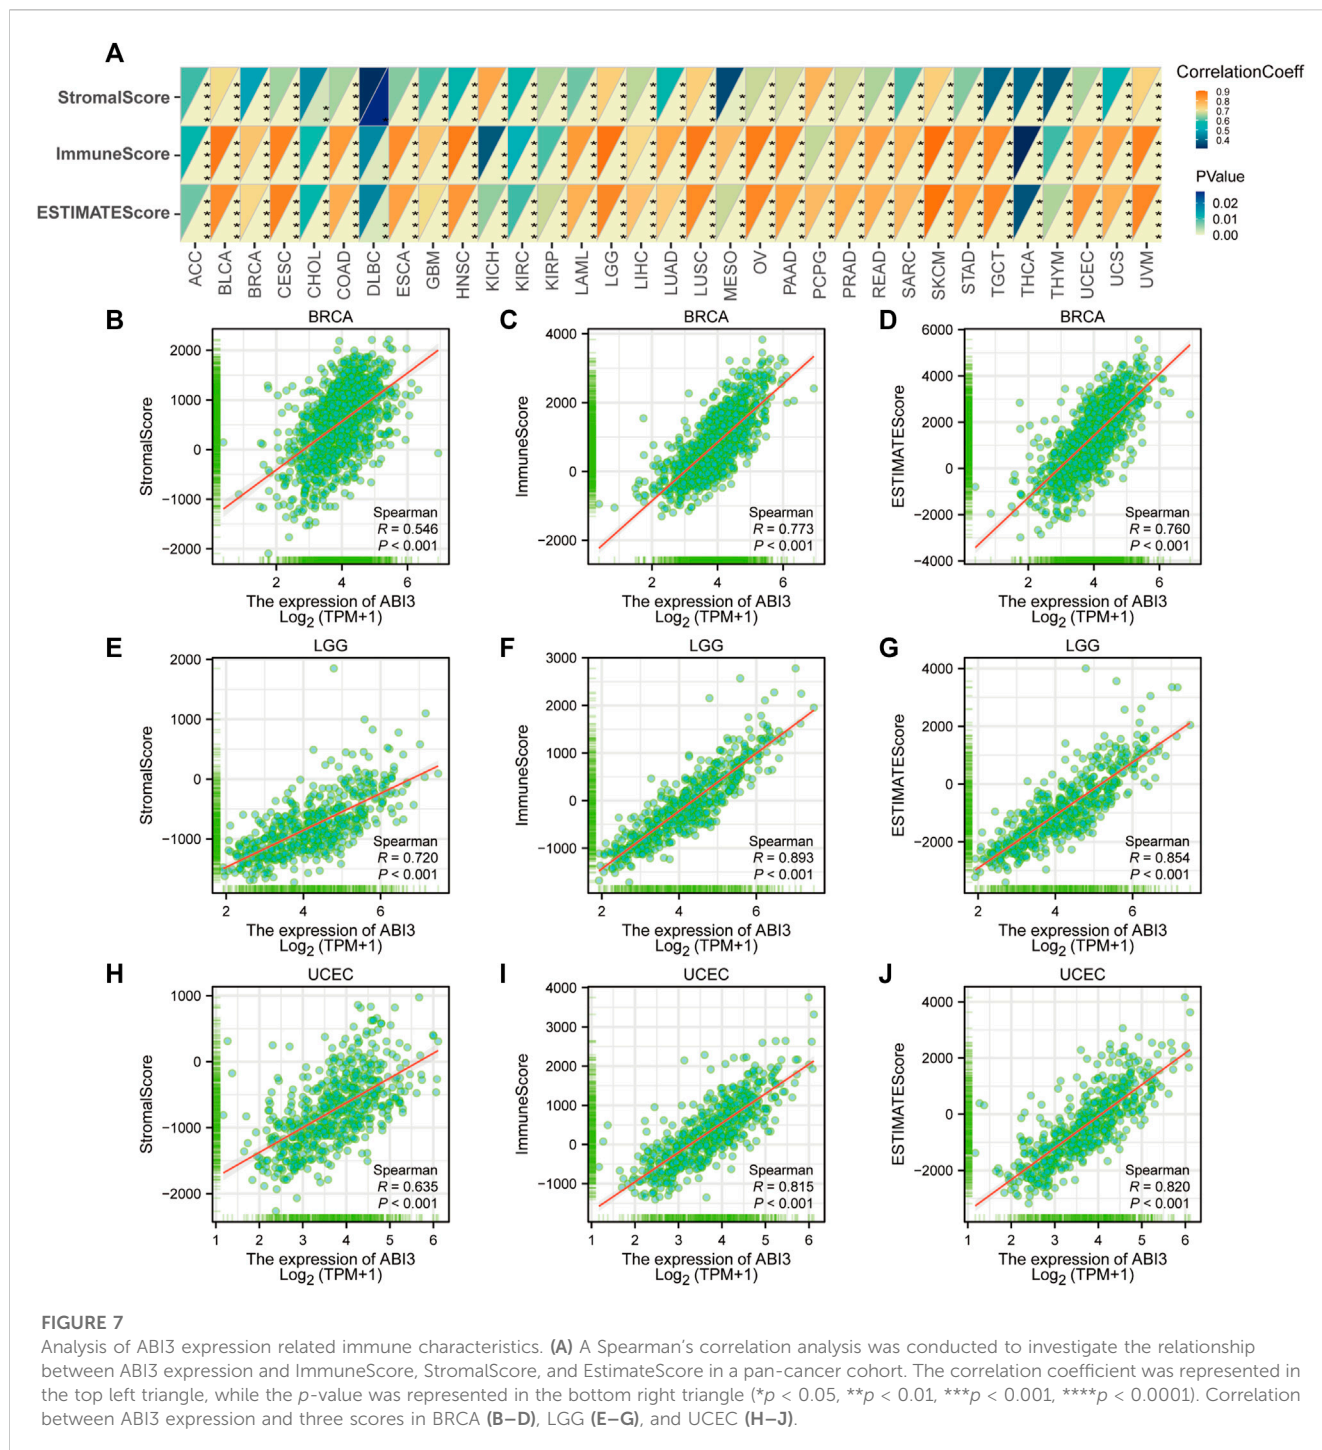 A
StromalScore
ImmuneScore
ESTIMATEScore
ACC BLCA BRCA CESC CHOL COAD DLBC ESCA GBM HNSC KICH KIRC KIRP LAML LGG LIHC LUAD LUSC MESO OV PAAD PCPG PRAD READ SARC SKCM STAD TGCT THCA THYM UCEC UCS UVM
CorrelationCoeff
0.9
0.8
0.7
0.6
0.5
0.4
PValue
0.02
0.01
0.00
B
BRCA
StromalScore
2000
1000
0
−1000
−2000
Spearman
R = 0.546
P < 0.001
2 4 6
The expression of ABI3
Log2 (TPM+1)
C
BRCA
ImmuneScore
4000
2000
0
−2000
Spearman
R = 0.773
P < 0.001
2 4 6
The expression of ABI3
Log2 (TPM+1)
D
BRCA
ESTIMATEScore
6000
4000
2000
0
−2000
−4000
Spearman
R = 0.760
P < 0.001
2 4 6
The expression of ABI3
Log2 (TPM+1)
E
LGG
StromalScore
2000
1000
0
−1000
Spearman
R = 0.720
P < 0.001
2 4 6
The expression of ABI3
Log2 (TPM+1)
F
LGG
ImmuneScore
3000
2000
1000
0
−1000
Spearman
R = 0.893
P < 0.001
2 4 6
The expression of ABI3
Log2 (TPM+1)
G
LGG
ESTIMATEScore
4000
2000
0
−2000
Spearman
R = 0.854
P < 0.001
2 4 6
The expression of ABI3
Log2 (TPM+1)
H
UCEC
StromalScore
1000
0
−1000
−2000
Spearman
R = 0.635
P < 0.001
1 2 3 4 5 6
The expression of ABI3
Log2 (TPM+1)
I
UCEC
ImmuneScore
4000
3000
2000
1000
0
−1000
Spearman
R = 0.815
P < 0.001
1 2 3 4 5 6
The expression of ABI3
Log2 (TPM+1)
J
UCEC
ESTIMATEScore
4000
2000
0
−2000
Spearman
R = 0.820
P < 0.001
1 2 3 4 5 6
The expression of ABI3
Log2 (TPM+1)
FIGURE 7
Analysis of ABI3 expression related immune characteristics. (A) A Spearman's correlation analysis was conducted to investigate the relationship
between ABI3 expression and ImmuneScore, StromalScore, and EstimateScore in a pan-cancer cohort. The correlation coefficient was represented in
the top left triangle, while the p-value was represented in the bottom right triangle (*p < 0.05, **p < 0.01, ***p < 0.001, ****p < 0.0001). Correlation
between ABI3 expression and three scores in BRCA (B–D), LGG (E–G), and UCEC (H–J).